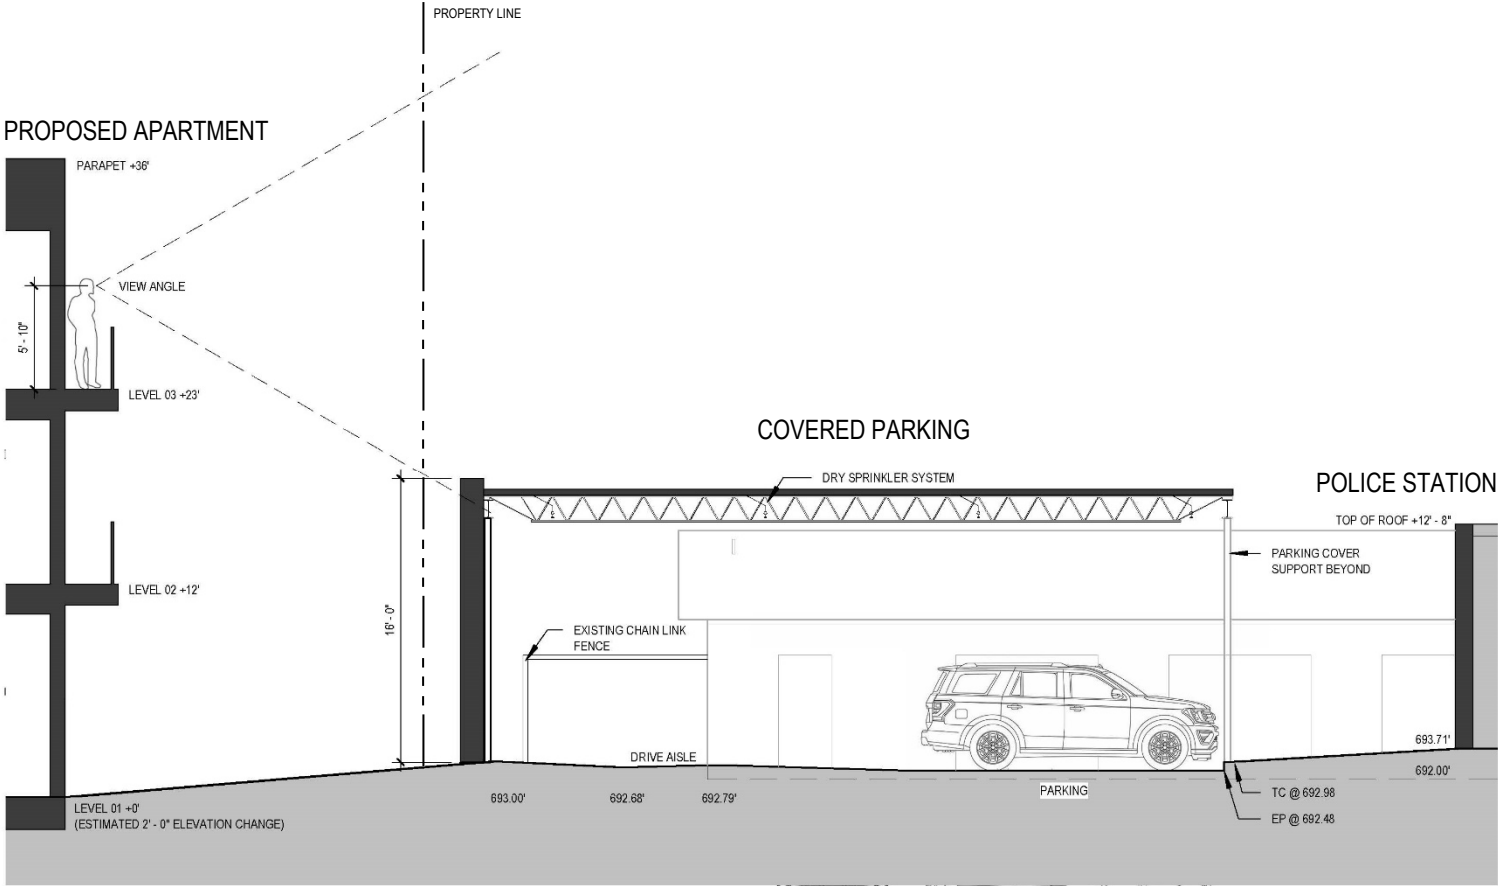 PROPERTY LINE
PROPOSED APARTMENT
PARAPET +36'
VIEW ANGLE
5' - 10"
LEVEL 03 +23'
COVERED PARKING
DRY SPRINKLER SYSTEM
POLICE STATION
TOP OF ROOF +12' - 8"
PARKING COVER
SUPPORT BEYOND
LEVEL 02 +12'
16' - 0"
EXISTING CHAIN LINK
FENCE
DRIVE AISLE
693.71'
692.00'
693.00'
692.68'
692.79'
PARKING
TC @ 692.98
EP @ 692.48
LEVEL 01 +0'
(ESTIMATED 2' - 0" ELEVATION CHANGE)